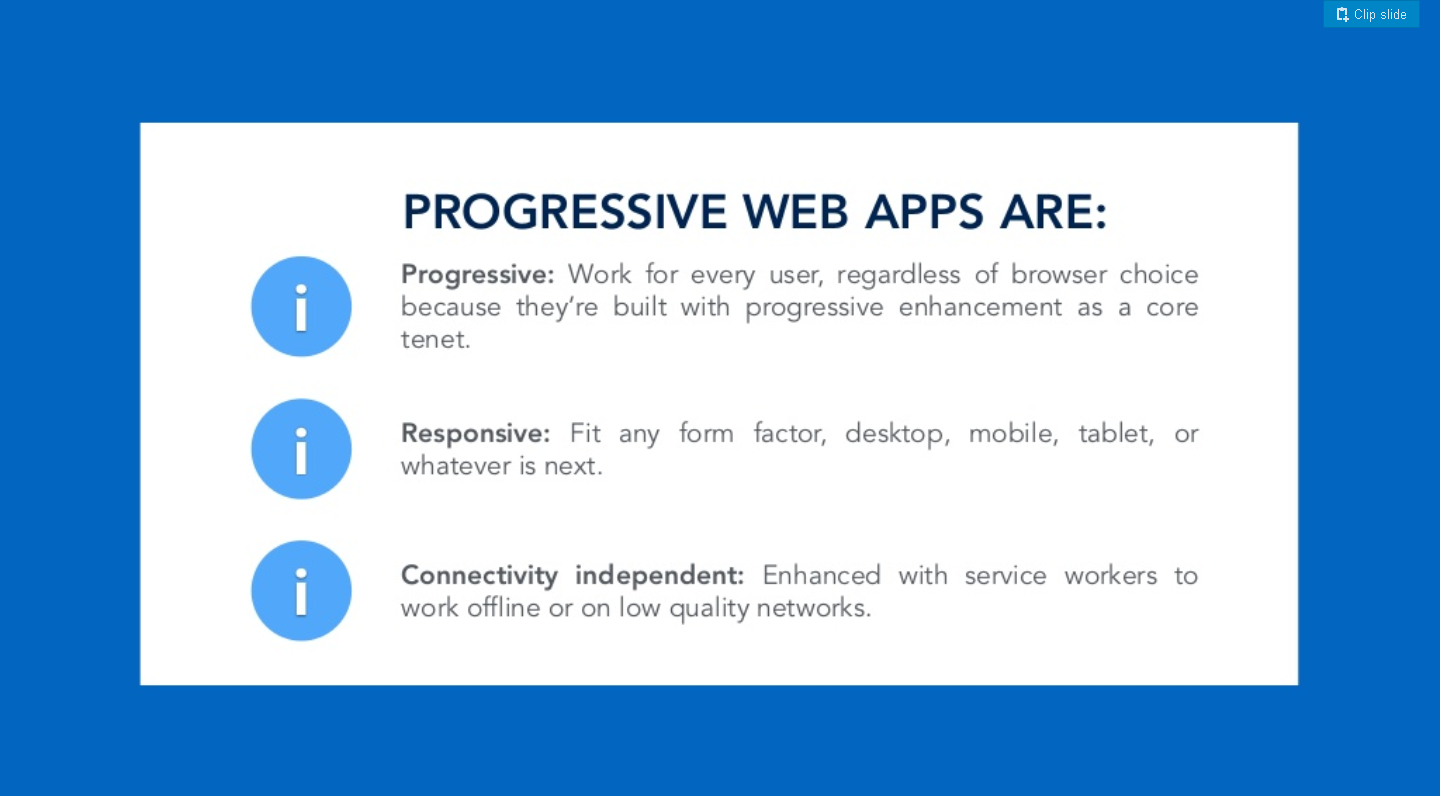 Clip slide
PROGRESSIVE WEB APPS ARE:
Progressive: Work for every user, regardless of browser choice
because they’re built with progressive enhancement as a core
tenet.
Responsive: Fit any form factor, desktop, mobile, tablet, or
whatever is next.
Connectivity independent: Enhanced with service workers to
work offline or on low quality networks.